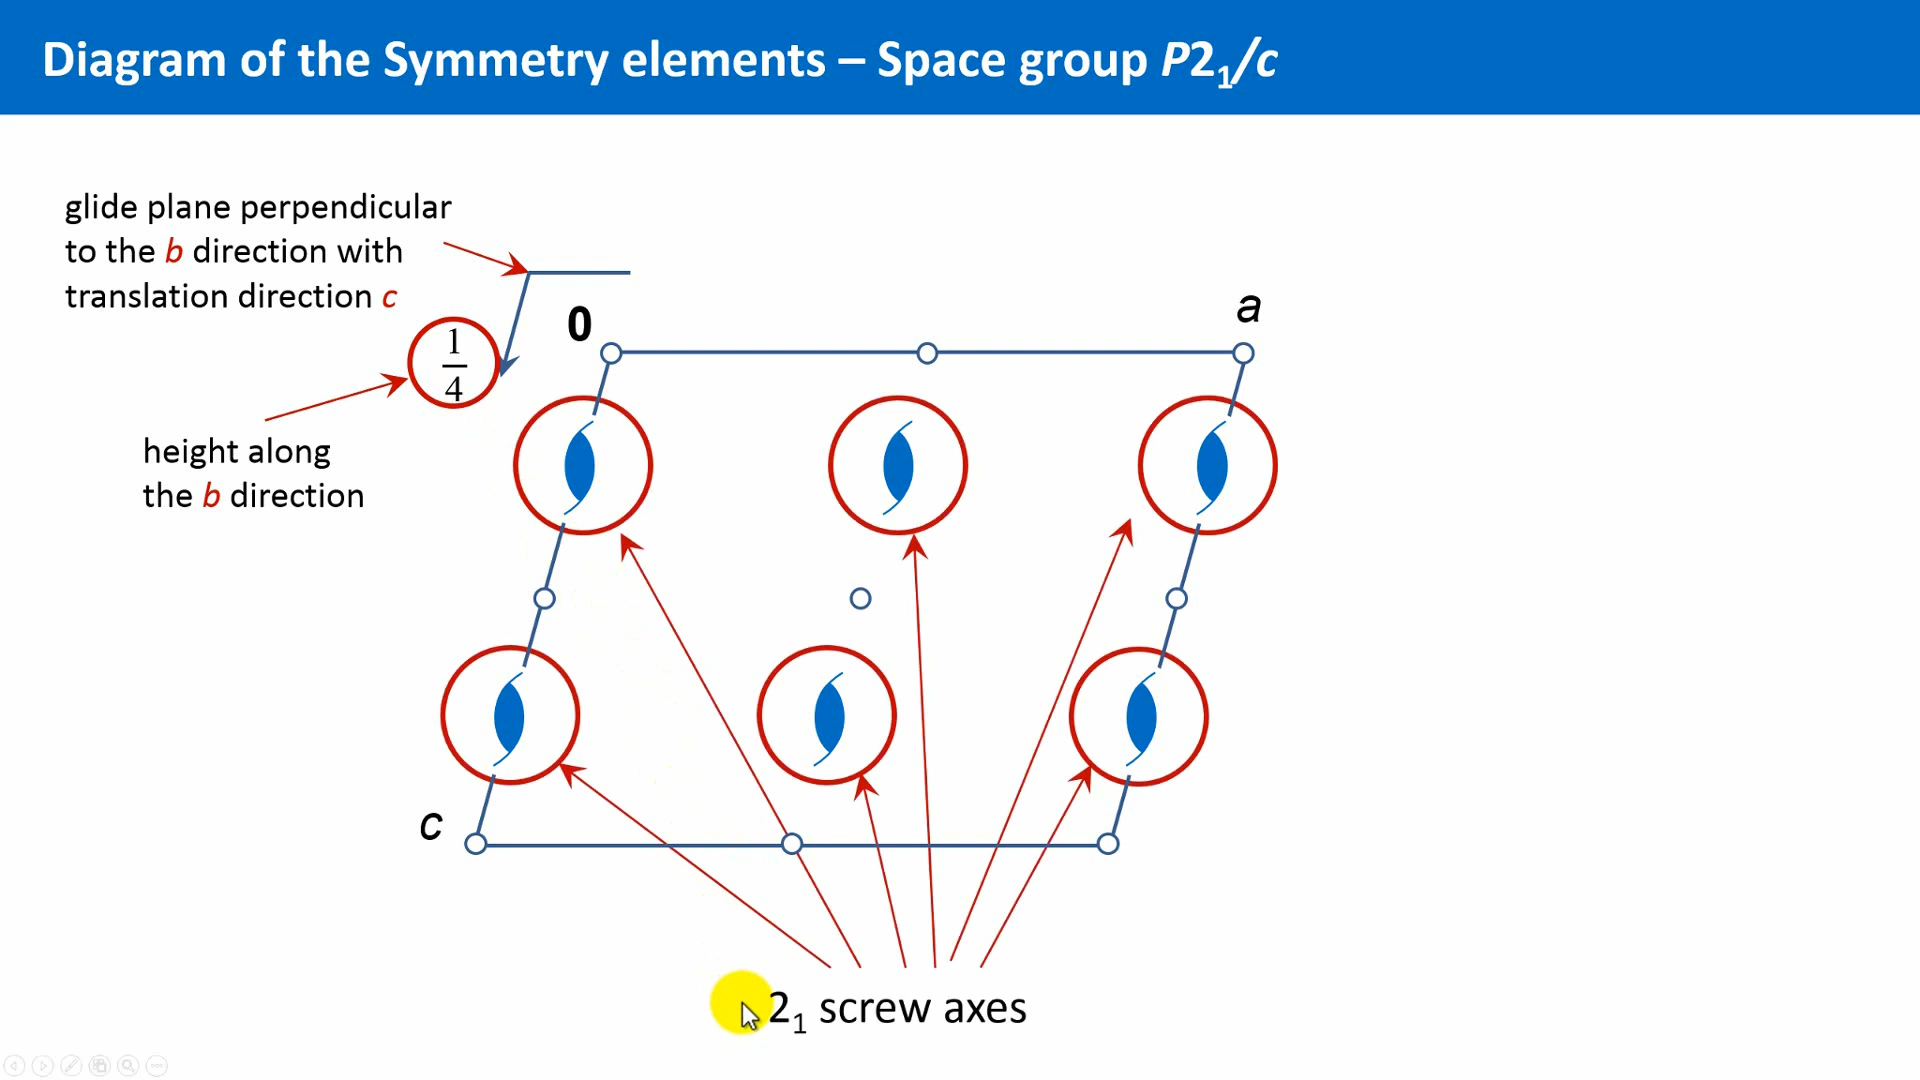 Diagram of the Symmetry elements – Space group P2₁/c
glide plane perpendicular
to the b direction with
translation direction c
1
4
0
a
height along
the b direction
c
2₁ screw axes